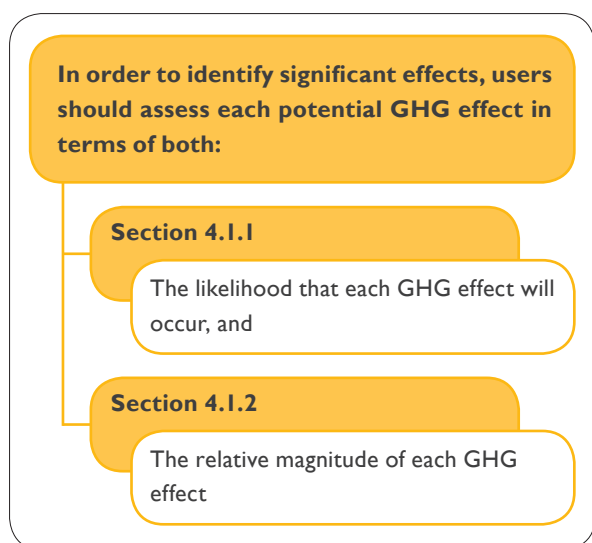 In order to identify significant effects, users
should assess each potential GHG effect in
terms of both:
Section 4.1.1
The likelihood that each GHG effect will
occur, and
Section 4.1.2
The relative magnitude of each GHG
effect